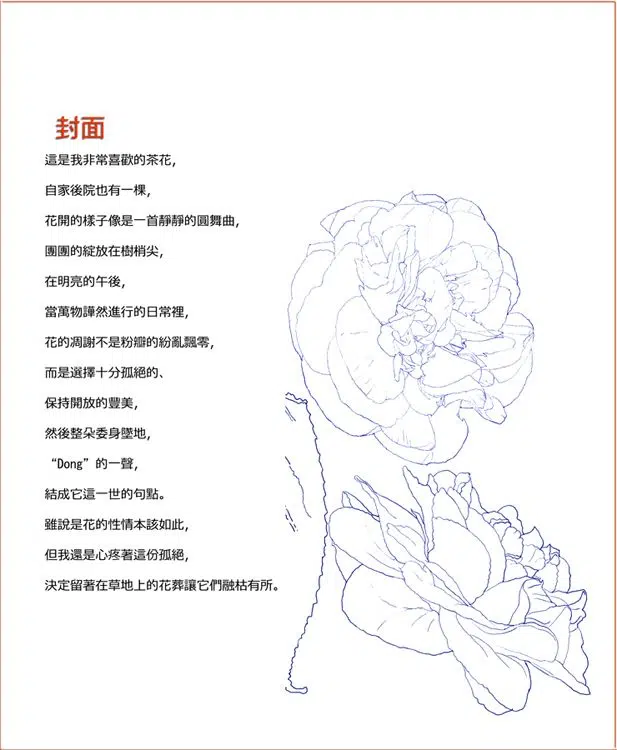 封面
這是我非常喜歡的茶花，
自家後院也有一棵，
花開的樣子像是一首靜靜的圓舞曲，
團團的綻放在樹梢尖，
在明亮的午後，
當萬物譁然進行的日常裡，
花的凋謝不是粉瓣的紛亂飄零，
而是選擇十分孤絕的、
保持開放的豐美，
然後整朵委身墜地，
“Dong”的一聲，
結成它這一世的句點。
雖說是花的性情本該如此，
但我還是心疼著這份孤絕，
決定留著在草地上的花葬讓它們融枯有所。